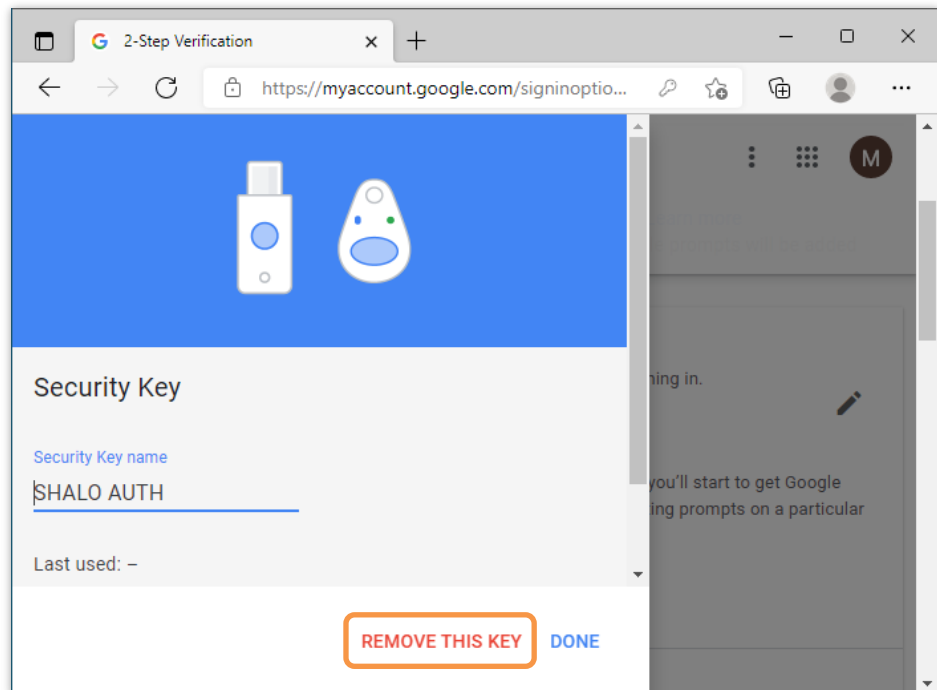 2-Step Verification
https://myaccount.google.com/signinoptio...
M
Security Key
Security Key name
SHALO AUTH
Last used: –
REMOVE THIS KEY
DONE
ning in.
you'll start to get Google
ing prompts on a particular